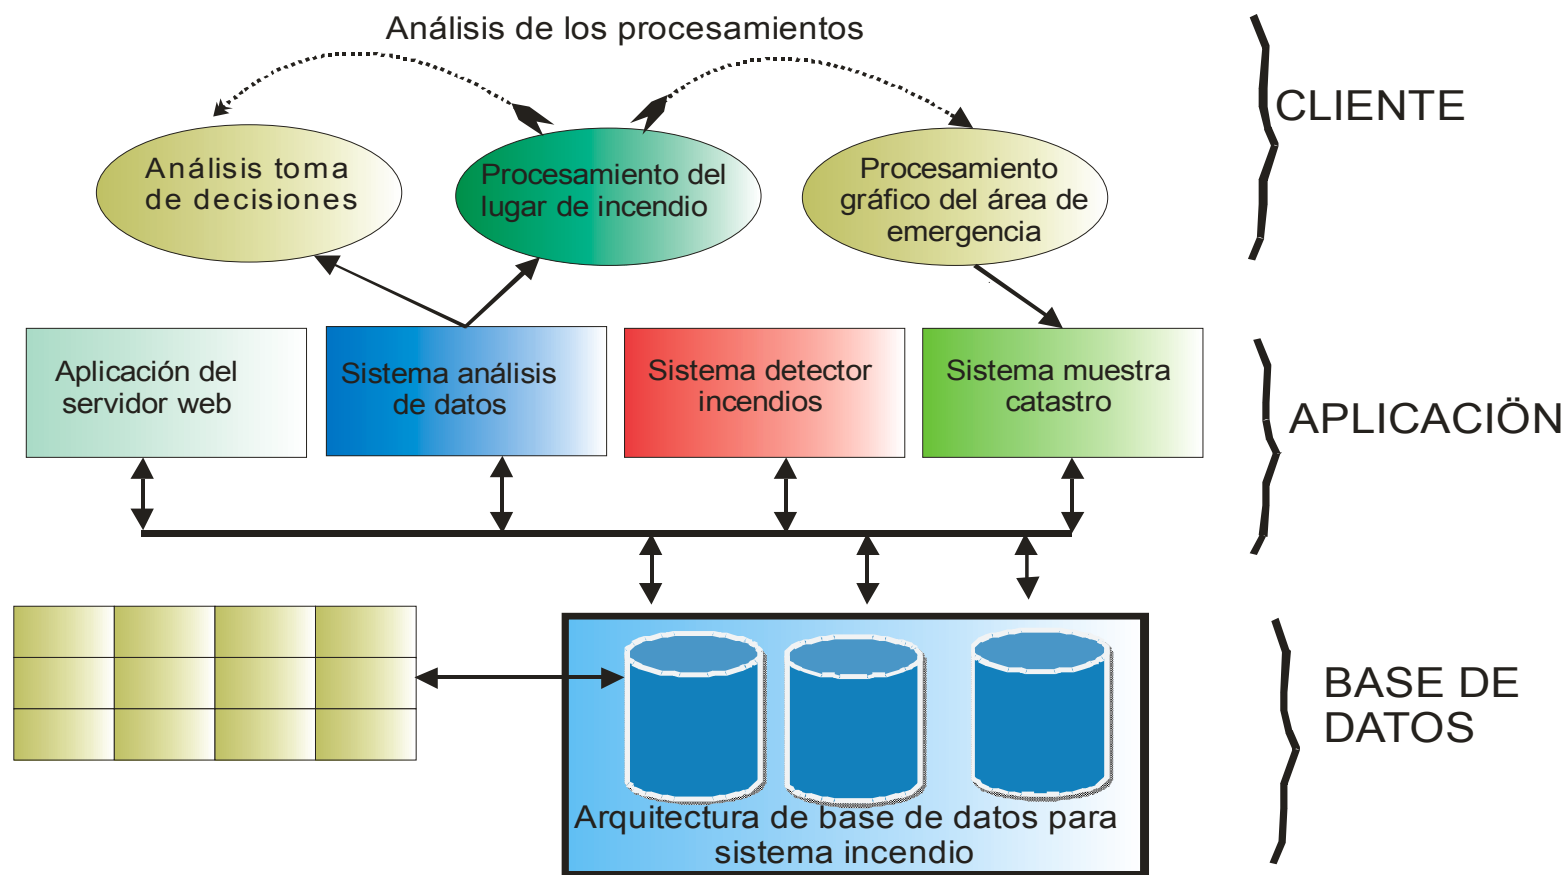 Análisis de los procesamientos
CLIENTE
Análisis toma
de decisiones
Procesamiento del
lugar de incendio
Procesamiento
gráfico del área de
emergencia
Aplicación del
servidor web
Sistema análisis
de datos
Sistema detector
incendios
Sistema muestra
catastro
APLICACIÖN
BASE DE
DATOS
Arquitectura de base de datos para
sistema incendio